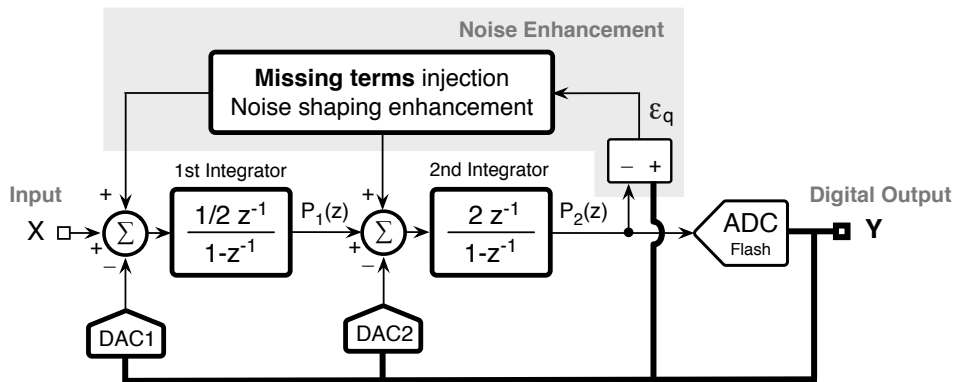 Noise Enhancement
Missing terms injection
Noise shaping enhancement
εq
− +
Input
1st Integrator
2nd Integrator
Digital Output
+
+
X
+
Σ
−
1/2 z-1
1-z-1
P1(z)
+
Σ
−
2 z-1
1-z-1
P2(z)
ADC
Flash
Y
DAC1
DAC2